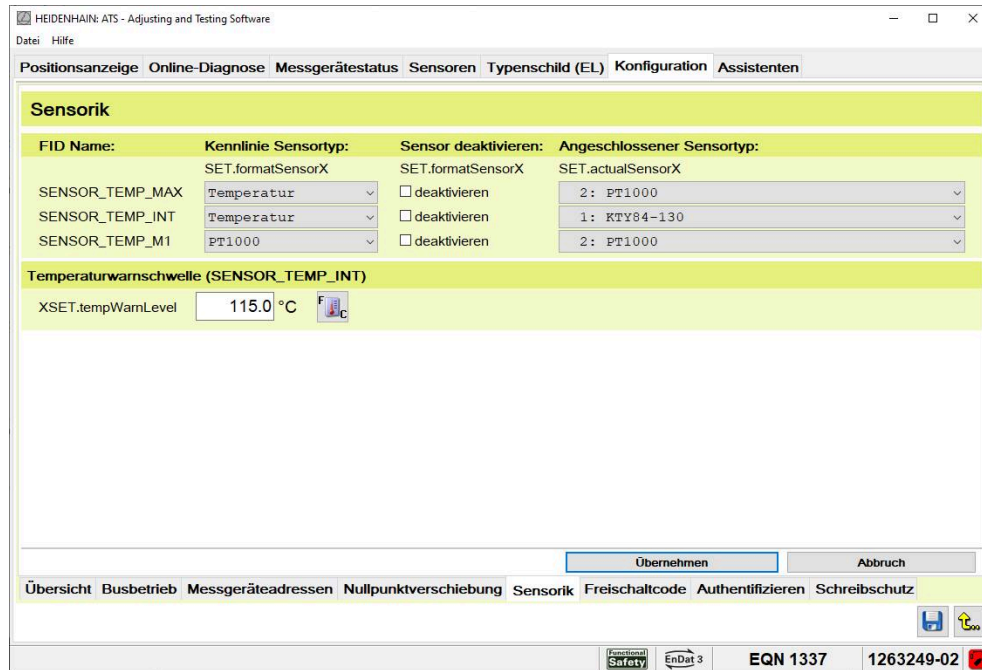 HEIDENHAIN: ATS - Adjusting and Testing Software
Datei Hilfe
Positionsanzeige Online-Diagnose Messgerätestatus Sensoren Typenschild (EL) Konfiguration Assistenten
Sensorik
FID Name: Kennlinie Sensortyp: Sensor deaktivieren: Angeschlossener Sensortyp:
SET.formatSensorX SET.formatSensorX SET.actualSensorX
SENSOR_TEMP_MAX Temperatur deaktivieren 2: PT1000
SENSOR_TEMP_INT Temperatur deaktivieren 1: KTY84-130
SENSOR_TEMP_M1 PT1000 deaktivieren 2: PT1000
Temperaturwarnschwelle (SENSOR_TEMP_INT)
XSET.tempWarnLevel 115.0 °C F C
Übernehmen Abbruch
Übersicht Busbetrieb Messgeräteadressen Nullpunktverschiebung Sensorik Freischaltcode Authentifizieren Schreibschutz
Functional Safety EnDat 3 EQN 1337 1263249-02